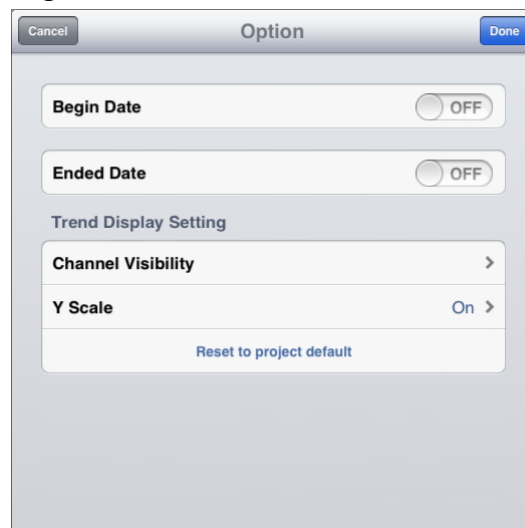 Cancel Option Done
Begin Date OFF
Ended Date OFF
Trend Display Setting
Channel Visibility
Y Scale On
Reset to project default